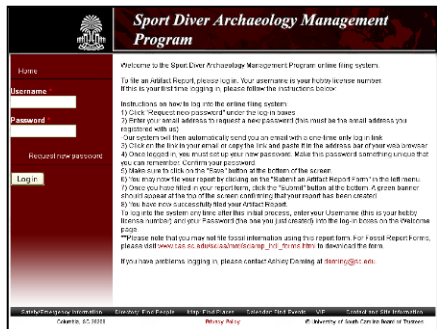 Sport Diver Archaeology Management
Program
Home
Username *
Password *
Request new password
Log in
Welcome to the Sport Diver Archaeology Management Program online filing system.
To file an Artifact Report, please log in. Your username is your hobby license number.
If this is your first time logging in, please follow the instructions below:
Instructions on how to log into the online filing system:
1) Click "Request new password" under the log in boxes
2) Enter your email address to request a new password (this must be the email address you
registered with us)
-Our system will then automatically send you an email with a one-time only log in link
3) Click on the link in your email or copy the link and paste it in the address bar of your web browser
4) Once logged in, you must set up your new password. Make this password something unique that you
can remember. Confirm your password
5) Make sure to click on the "Save" button at the bottom of the screen
6) You may now file your report by clicking on the "Submit an Artifact Report Form" in the left menu.
7) Once you have filled in your report form, click the "Submit" button at the bottom. A green banner
should appear at the top of the screen confirming that your report has been created
8) You have now successfully filed your Artifact Report.
To log into the system any time after this initial process, enter your Username (this is your hobby
license number) and your Password (the one you just created) into the log-in boxes on the Welcome
page.
**Please note that you may not file fossil information using this report form. For Fossil Report Forms,
please visit to download the form.
If you have problems logging in, please contact Ashley Deming at deming@sc.edu.
Safety/Emergency Information Directory: Find People Map: Find Places Calendar: Find Events VIP Contact and Site Information
Columbia, SC 29208 Privacy Policy © University of South Carolina Board of Trustees